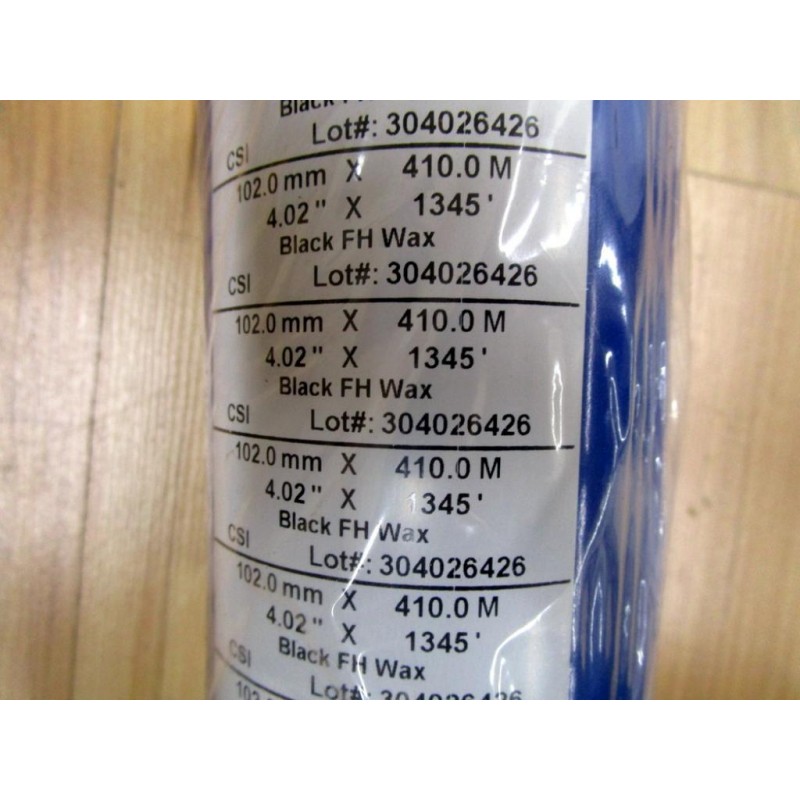 Black
Lot#: 304026426
CSI
102.0 mm X 410.0 M
4.02" X 1345'
Black FH Wax
CSI Lot#: 304026426
102.0 mm X 410.0 M
4.02" X 1345'
Black FH Wax
CSI Lot#: 304026426
102.0 mm X 410.0 M
4.02" X 1345'
Black FH Wax
CSI Lot#: 304026426
102.0 mm X 410.0 M
4.02" X 1345'
Black FH Wax
CSI Lot#: 304026426